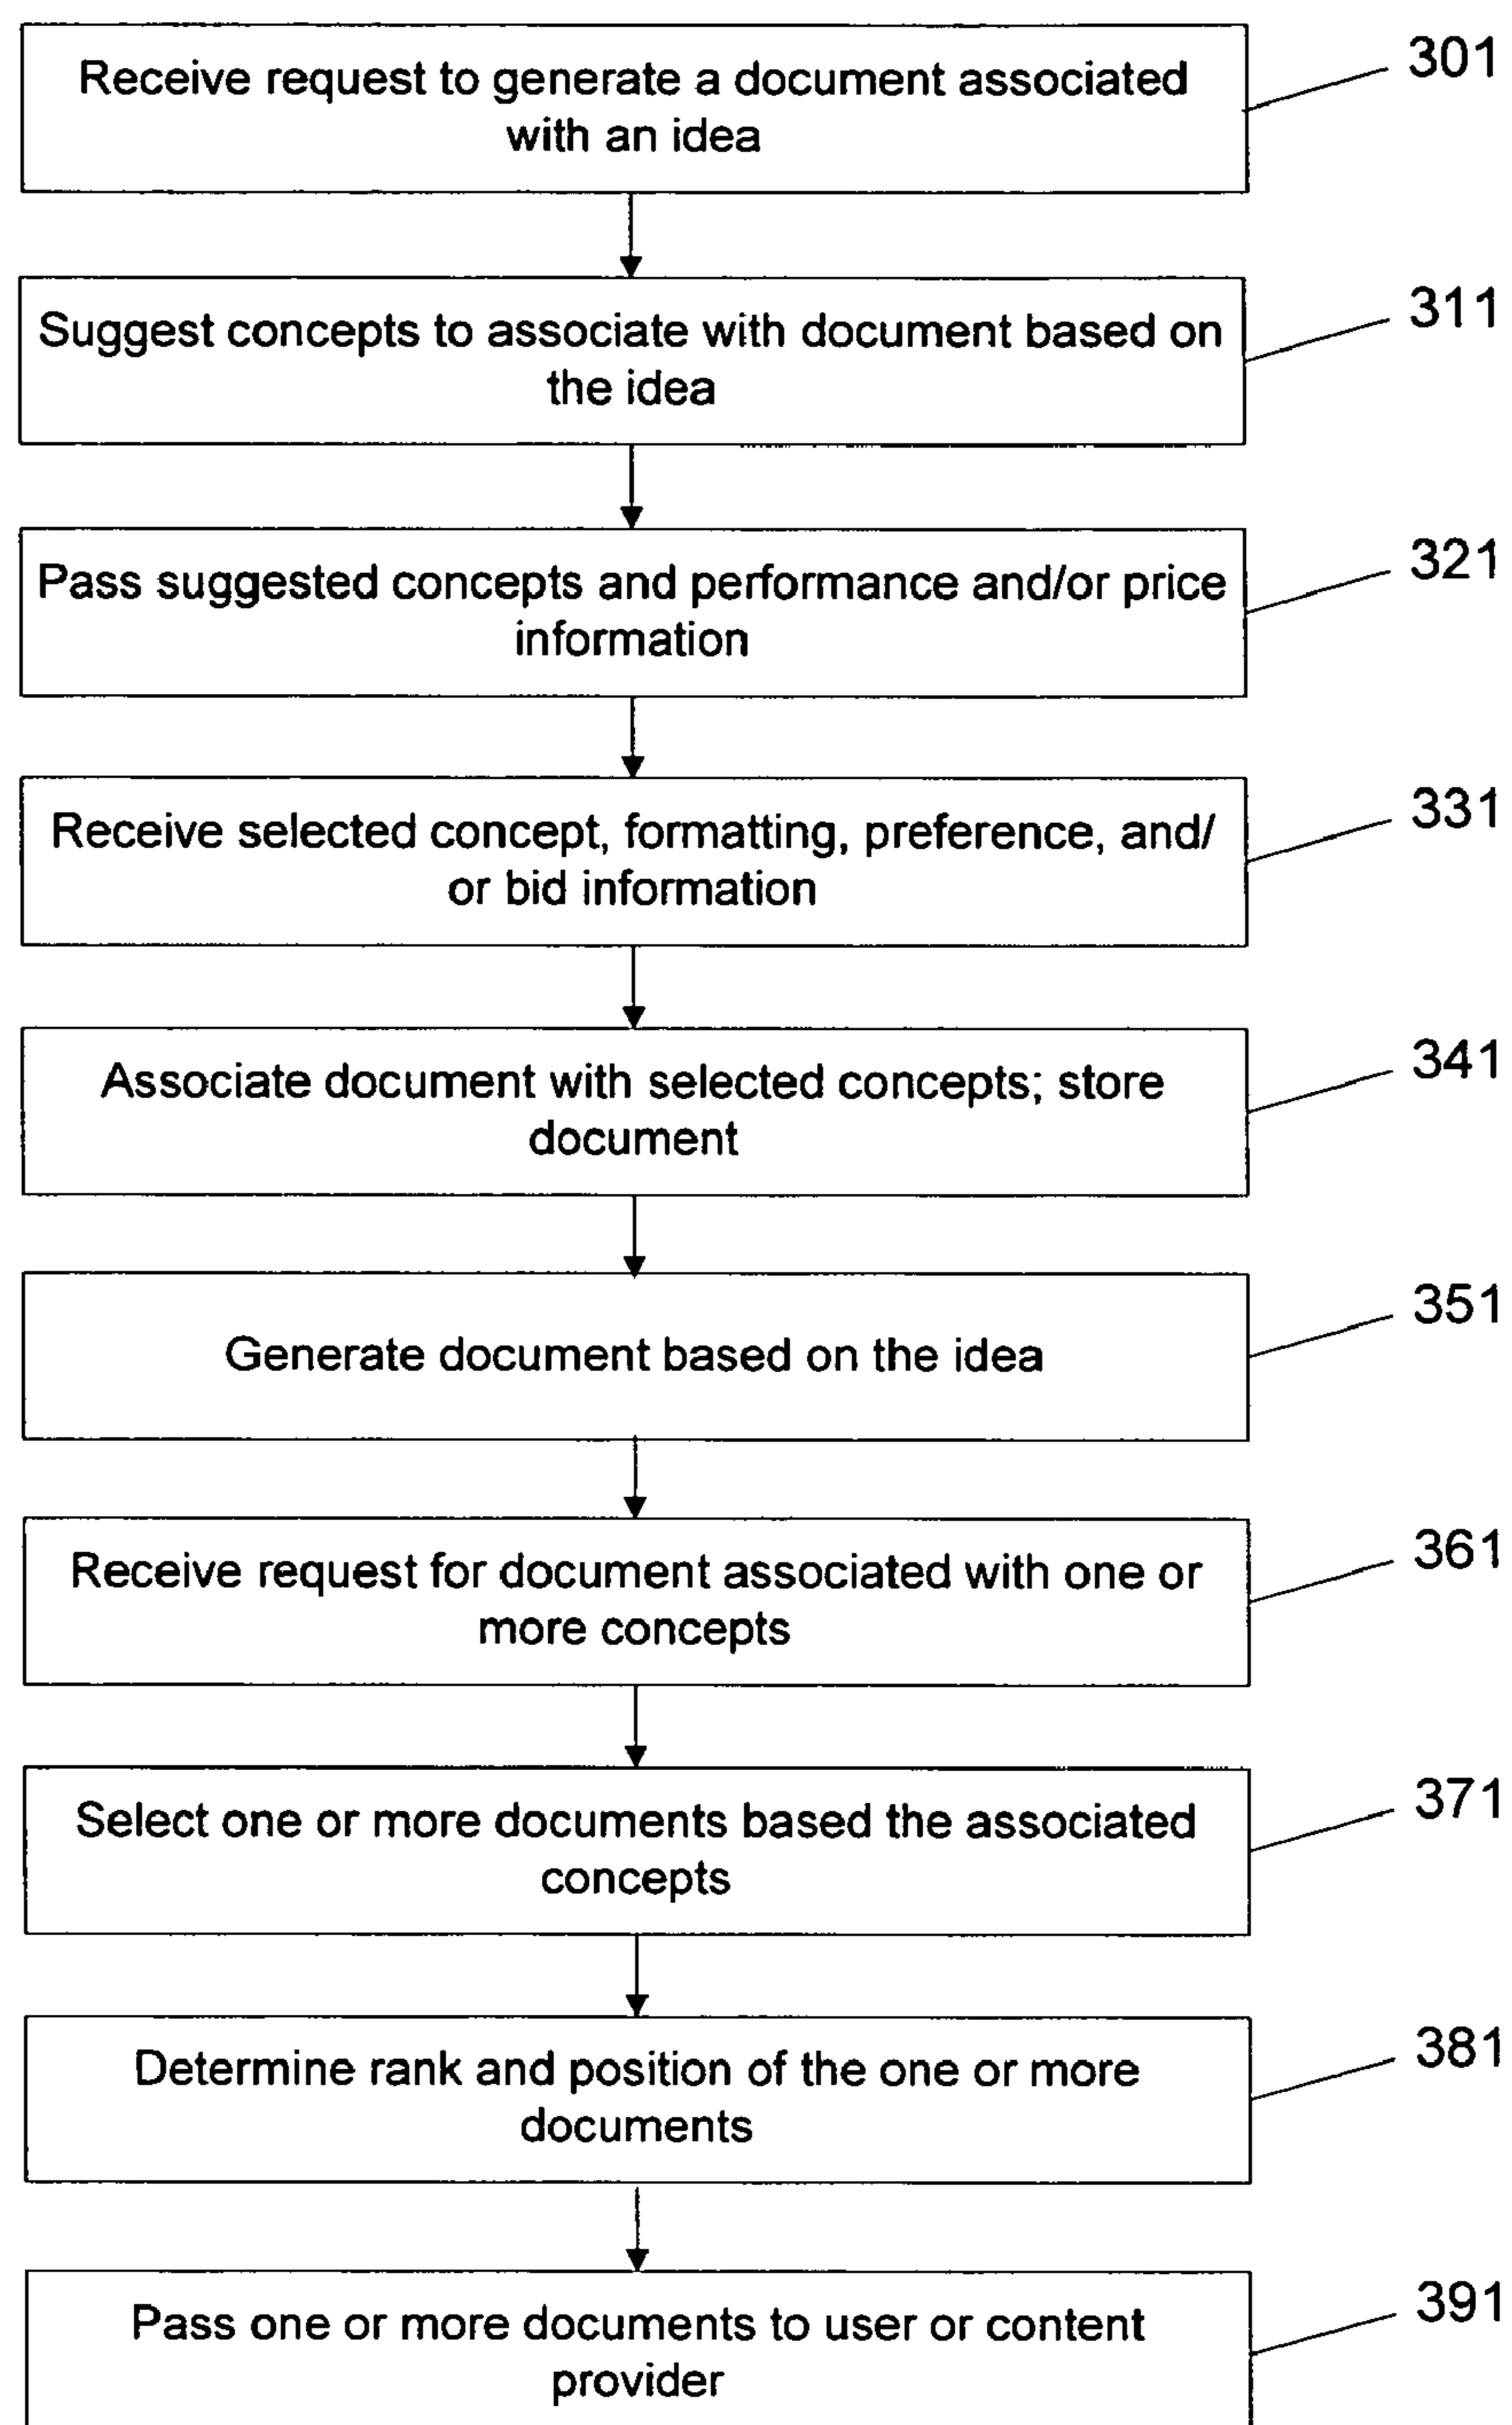 Receive request to generate a document associated
with an idea
301
Suggest concepts to associate with document based on
the idea
311
Pass suggested concepts and performance and/or price
information
321
Receive selected concept, formatting, preference, and/
or bid information
331
Associate document with selected concepts; store
document
341
Generate document based on the idea
351
Receive request for document associated with one or
more concepts
361
Select one or more documents based the associated
concepts
371
Determine rank and position of the one or more
documents
381
Pass one or more documents to user or content
provider
391